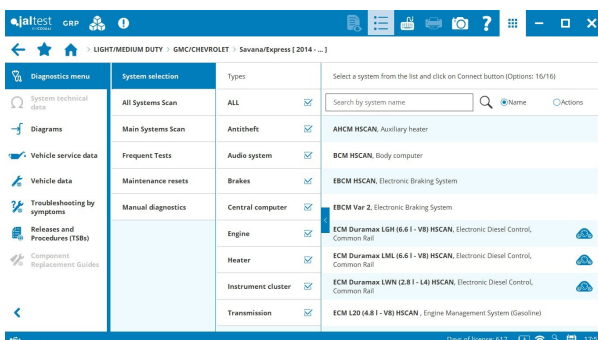 jaltest GRP
by COJALI
> LIGHT/MEDIUM DUTY > GMC/CHEVROLET > Savana/Express [ 2014 - ... ]
Diagnostics menu
System technical
data
Diagrams
Vehicle service data
Vehicle data
Troubleshooting by
symptoms
Releases and
Procedures (TSBs)
Component
Replacement Guides
System selection
All Systems Scan
Main Systems Scan
Frequent Tests
Maintenance resets
Manual diagnostics
Types
ALL
Antitheft
Audio system
Brakes
Central computer
Engine
Heater
Instrument cluster
Transmission
Select a system from the list and click on Connect button (Options: 16/16)
Search by system name
Name
Actions
AHCM HSCAN, Auxiliary heater
BCM HSCAN, Body computer
EBCM HSCAN, Electronic Braking System
EBCM Var 2, Electronic Braking System
ECM Duramax LGH (6.6 l - V8) HSCAN, Electronic Diesel Control,
Common Rail
ECM Duramax LML (6.6 l - V8) HSCAN, Electronic Diesel Control,
Common Rail
ECM Duramax LWN (2.8 l - L4) HSCAN, Electronic Diesel Control,
Common Rail
ECM L20 (4.8 l - V8) HSCAN , Engine Management System (Gasoline)
Days of license: 617